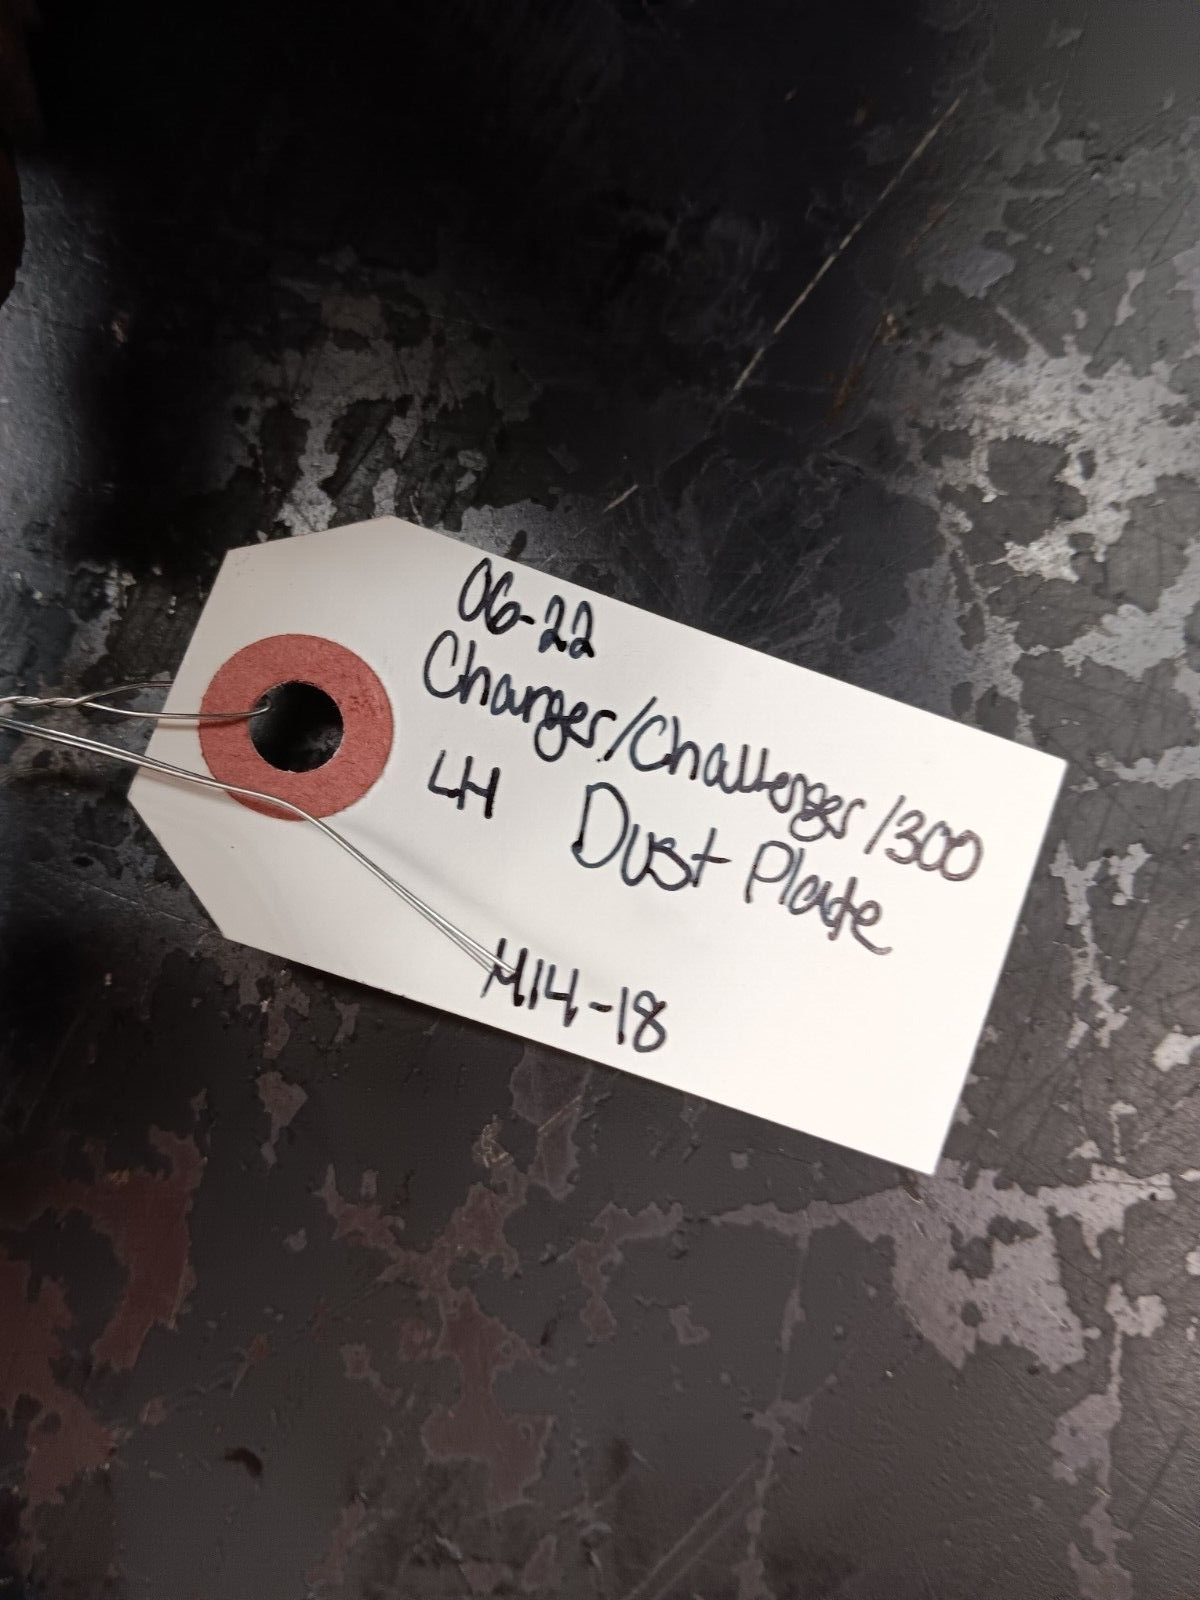 06-22
Charger/Challenger/300
LH Dust Plate
M14-18